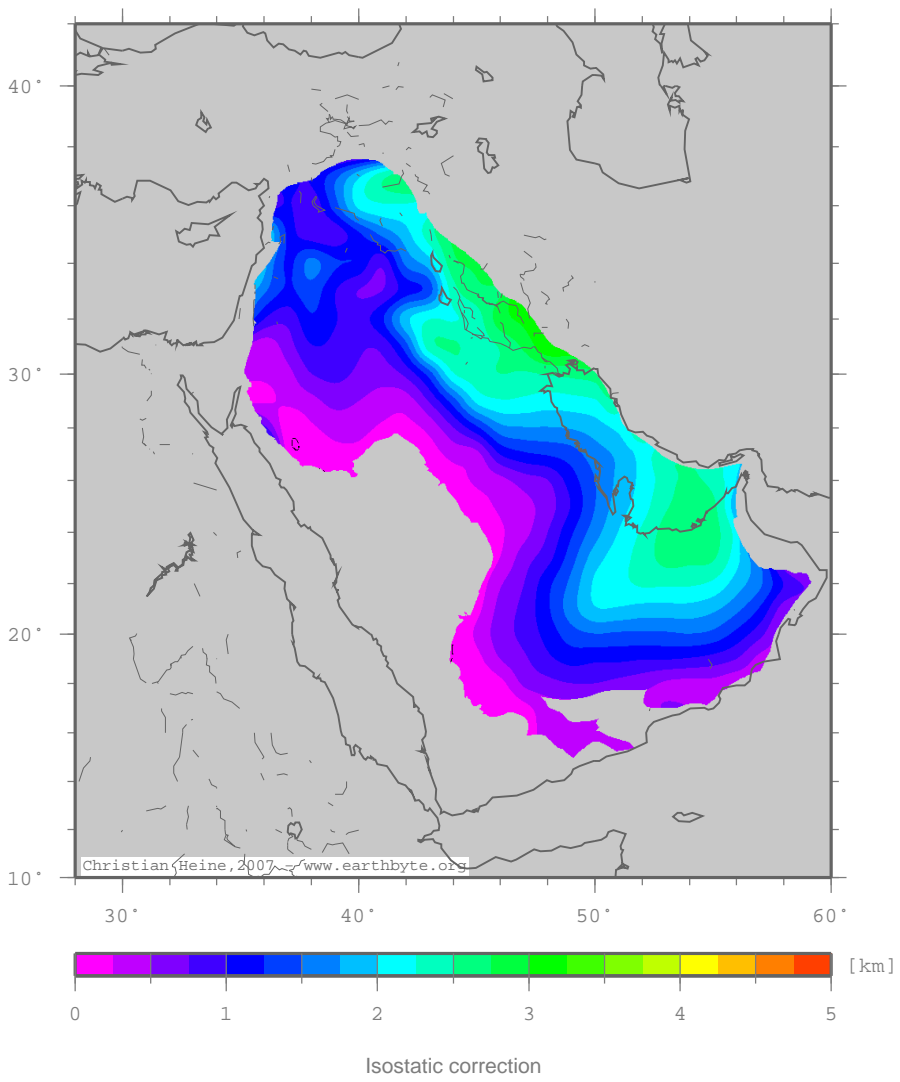 40°
30°
20°
10°
Christian Heine, 2007 - www.earthbyte.org
30° 40° 50° 60°
[km]
0 1 2 3 4 5
Isostatic correction